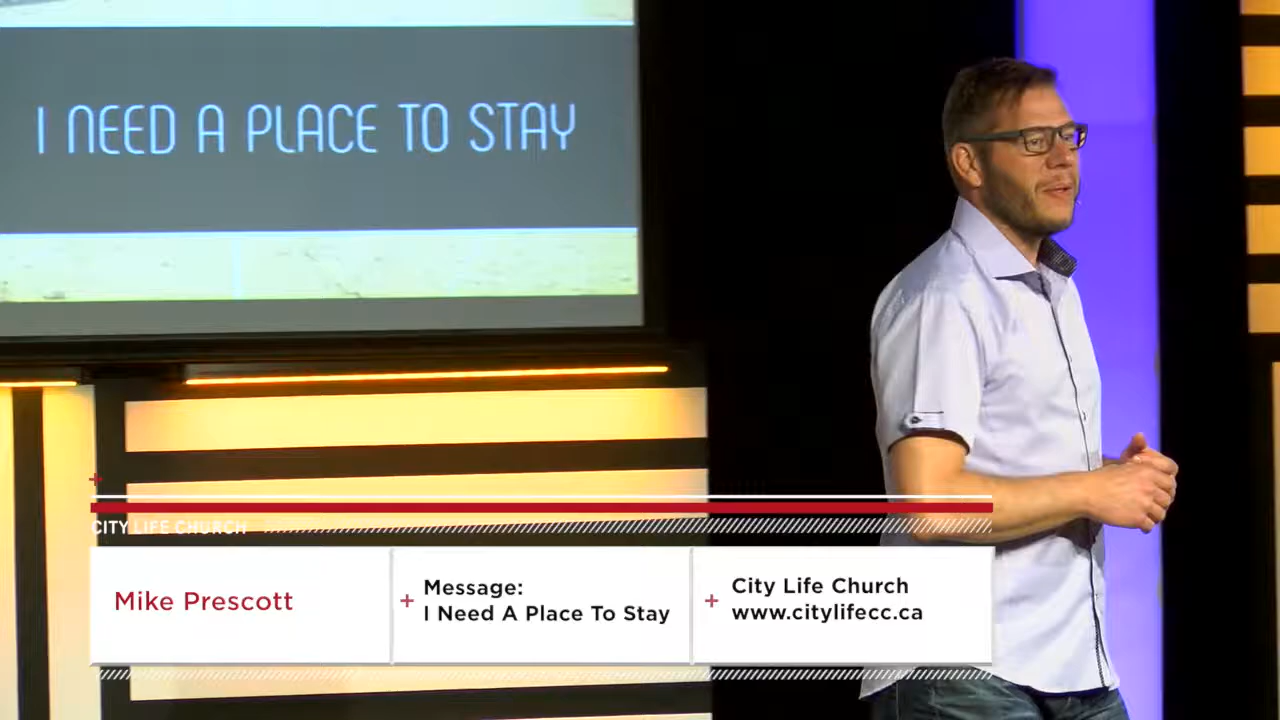 I NEED A PLACE TO STAY
CITY LIFE CHURCH
Mike Prescott
+ Message:
I Need A Place To Stay
+ City Life Church
www.citylifecc.ca